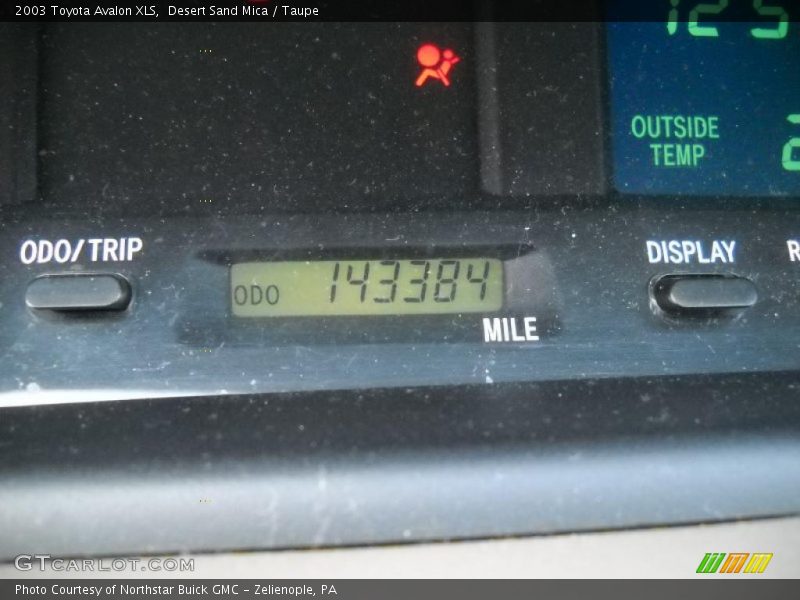 2003 Toyota Avalon XLS,  Desert Sand Mica / Taupe
125
OUTSIDE
TEMP
ODO/TRIP
DISPLAY
ODO 143384
MILE
GTCARLOT.COM
Photo Courtesy of Northstar Buick GMC - Zelienople, PA